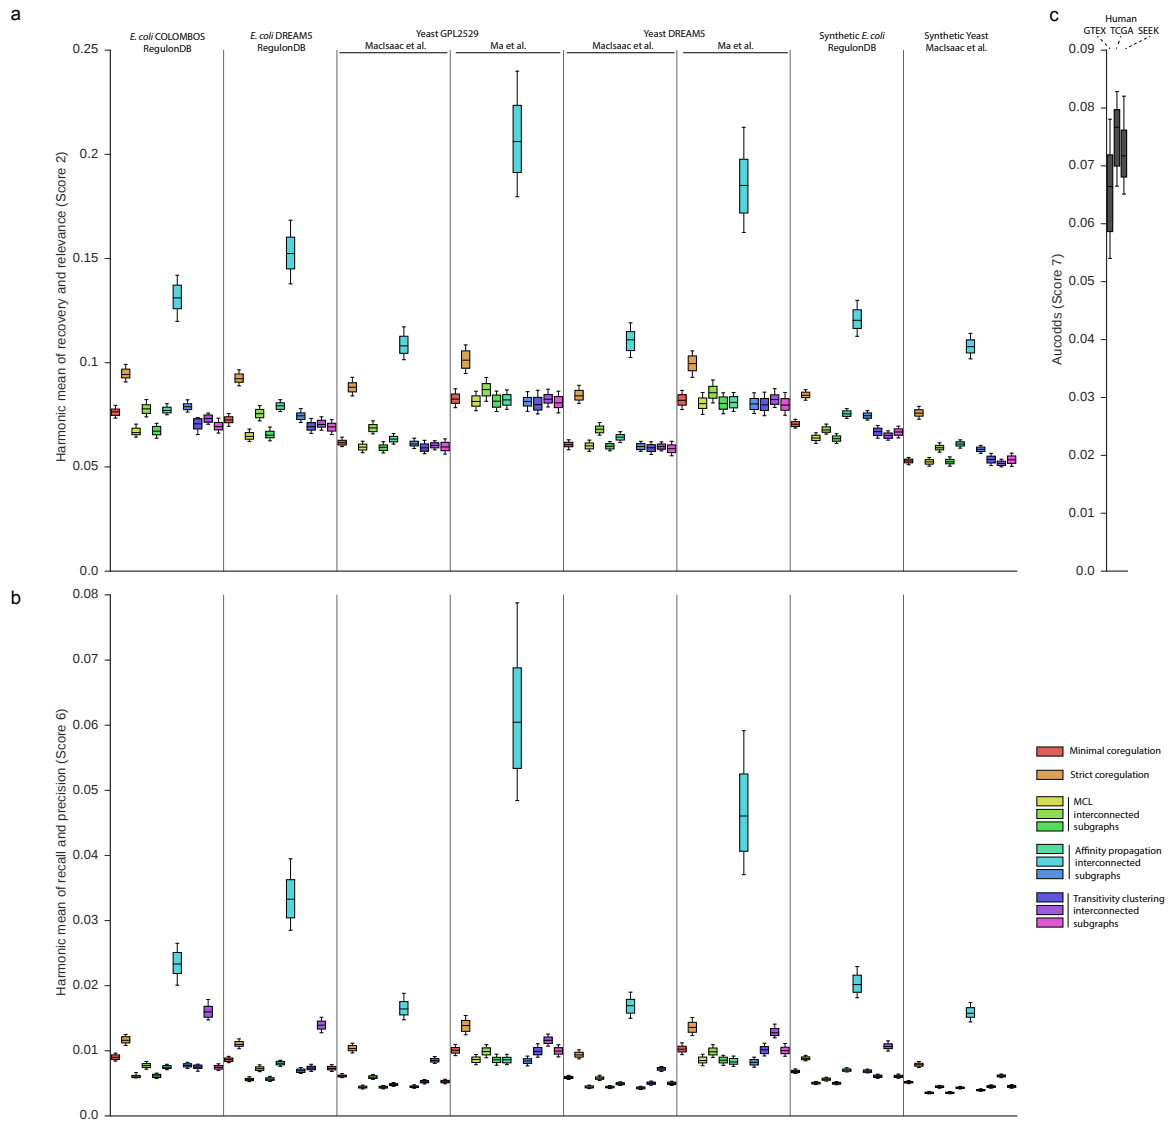 a
E. coli COLOMBOS
RegulonDB
E. coli DREAM5
RegulonDB
Yeast GPL2529
MacIsaac et al.
Ma et al.
Yeast DREAM5
MacIsaac et al.
Ma et al.
Synthetic E. coli
RegulonDB
Synthetic Yeast
MacIsaac et al.
Harmonic mean of recovery and relevance (Score 2)
0.25
0.2
0.15
0.1
0.05
0.0
c
Human
GTEX TCGA SEEK
Aucodds (Score 7)
0.09
0.08
0.07
0.06
0.05
0.04
0.03
0.02
0.01
0.0
b
Harmonic mean of recall and precision (Score 6)
0.08
0.07
0.06
0.05
0.04
0.03
0.02
0.01
0.0
Minimal coregulation
Strict coregulation
MCL
interconnected
subgraphs
Affinity propagation
interconnected
subgraphs
Transitivity clustering
interconnected
subgraphs